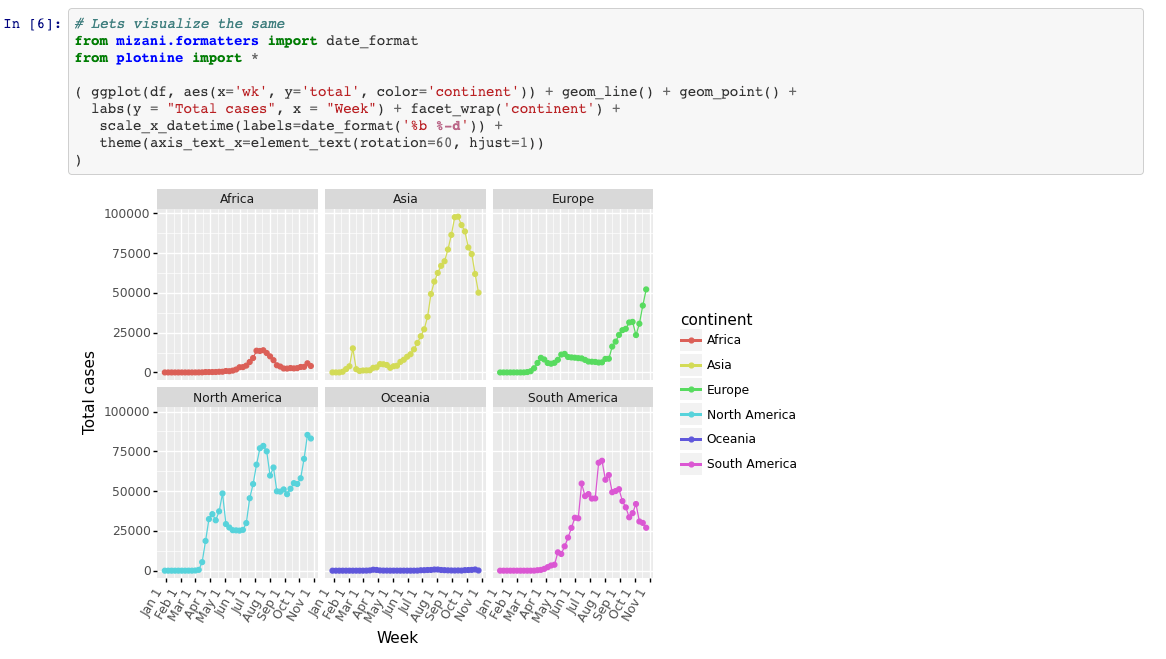 In [6]: # Lets visualize the same
from mizani.formatters import date_format
from plotnine import *
( ggplot(df, aes(x='wk', y='total', color='continent')) + geom_line() + geom_point() +
labs(y = "Total cases", x = "Week") + facet_wrap('continent') +
scale_x_datetime(labels=date_format('%b %-d')) +
theme(axis_text_x=element_text(rotation=60, hjust=1))
)
Africa Asia Europe
100000
75000
50000
25000
0
North America Oceania South America
100000
75000
50000
25000
0
Total cases
Jan 1 Feb 1 Mar 1 Apr 1 May 1 Jun 1 Jul 1 Aug 1 Sep 1 Oct 1 Nov 1 Jan 1 Feb 1 Mar 1 Apr 1 May 1 Jun 1 Jul 1 Aug 1 Sep 1 Oct 1 Nov 1 Jan 1 Feb 1 Mar 1 Apr 1 May 1 Jun 1 Jul 1 Aug 1 Sep 1 Oct 1 Nov 1
Week
continent
Africa
Asia
Europe
North America
Oceania
South America